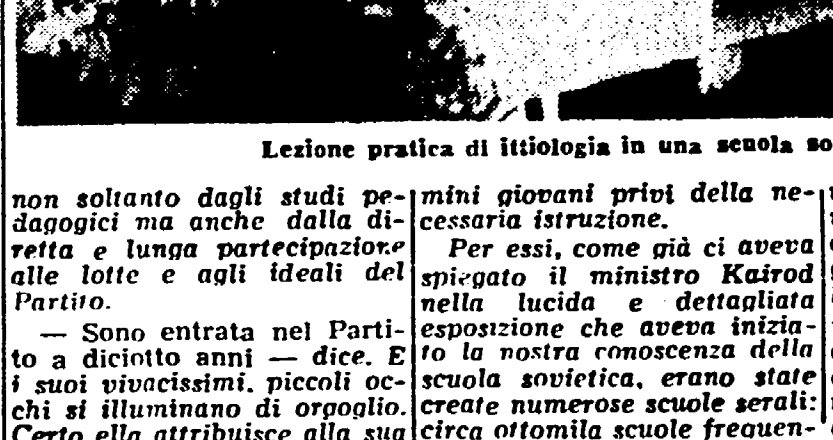 Lezione pratica di ittiologia in una scuola so
non soltanto dagli studi pe-
dagogici ma anche dalla di-
retta e lunga partecipazione
alle lotte e agli ideali del
Partito.
— Sono entrata nel Parti-
to a diciotto anni — dice. E
i suoi vivacissimi, piccoli oc-
chi si illuminano di orgoglio.
Certo ella attribuisce alla sua
mini giovani privi della ne-
cessaria istruzione.
Per essi, come già ci aveva
spiegato il ministro Kairod
nella lucida e dettagliata
esposizione che aveva inizia-
to la nostra conoscenza della
scuola sovietica, erano state
create numerose scuole serali:
circa ottomila scuole frequen-